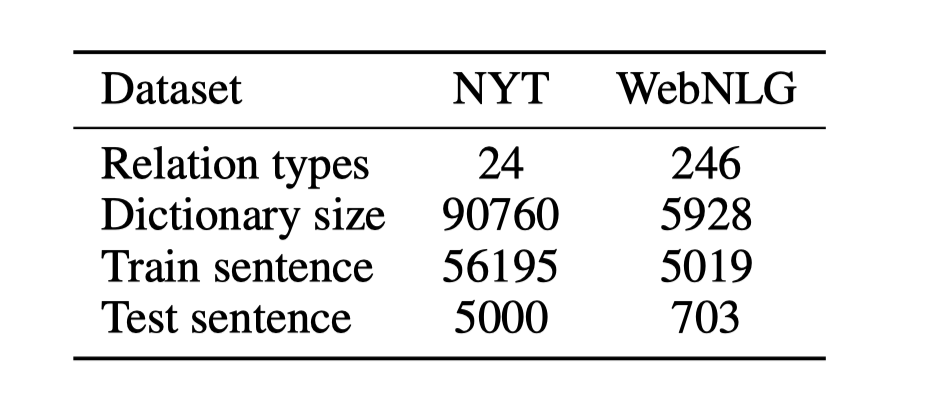 Dataset NYT WebNLG
Relation types 24 246
Dictionary size 90760 5928
Train sentence 56195 5019
Test sentence 5000 703